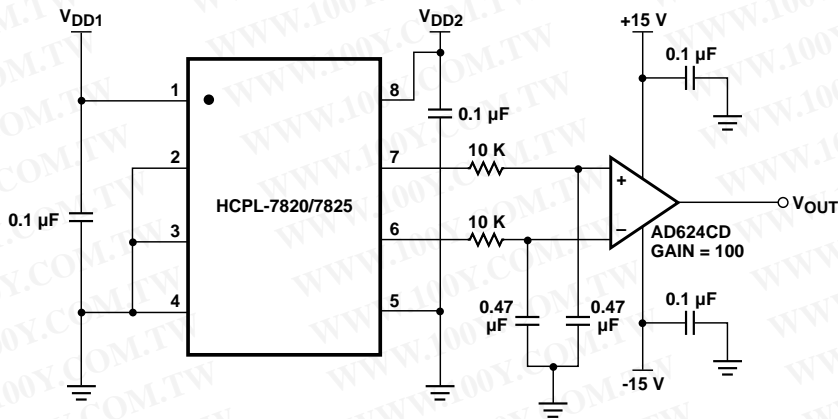 VDD1
VDD2
+15 V
0.1 µF
1
8
0.1 µF
2
7
10 K
HCPL-7820/7825
+
VOUT
0.1 µF
3
6
10 K
–
AD624CD
GAIN = 100
4
5
0.47
µF
0.47
µF
0.1 µF
-15 V
WWW.100Y.COM.TW